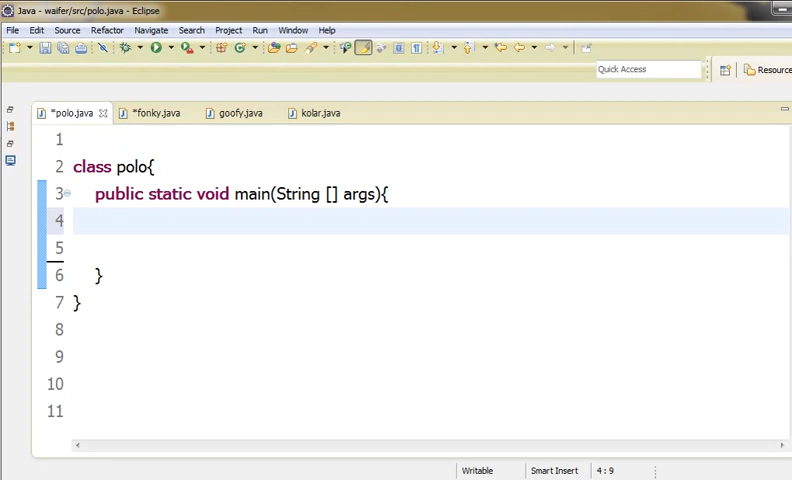 Java - waifer/src/polo.java - Eclipse
File Edit Source Refactor Navigate Search Project Run Window Help
Quick Access
Resource
*polo.java *fonky.java goofy.java kolar.java
1
2 class polo{
3 public static void main(String [] args){
4
5
6 }
7 }
8
9
10
11
Writable Smart Insert 4 : 9